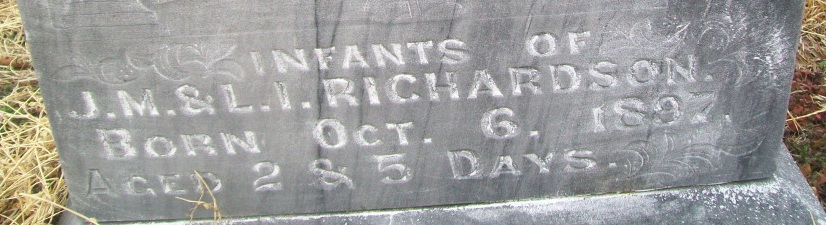 INFANTS OF
J.M. & L.I. RICHARDSON.
BORN OCT. 6, 1897.
AGED 2 & 5 DAYS.